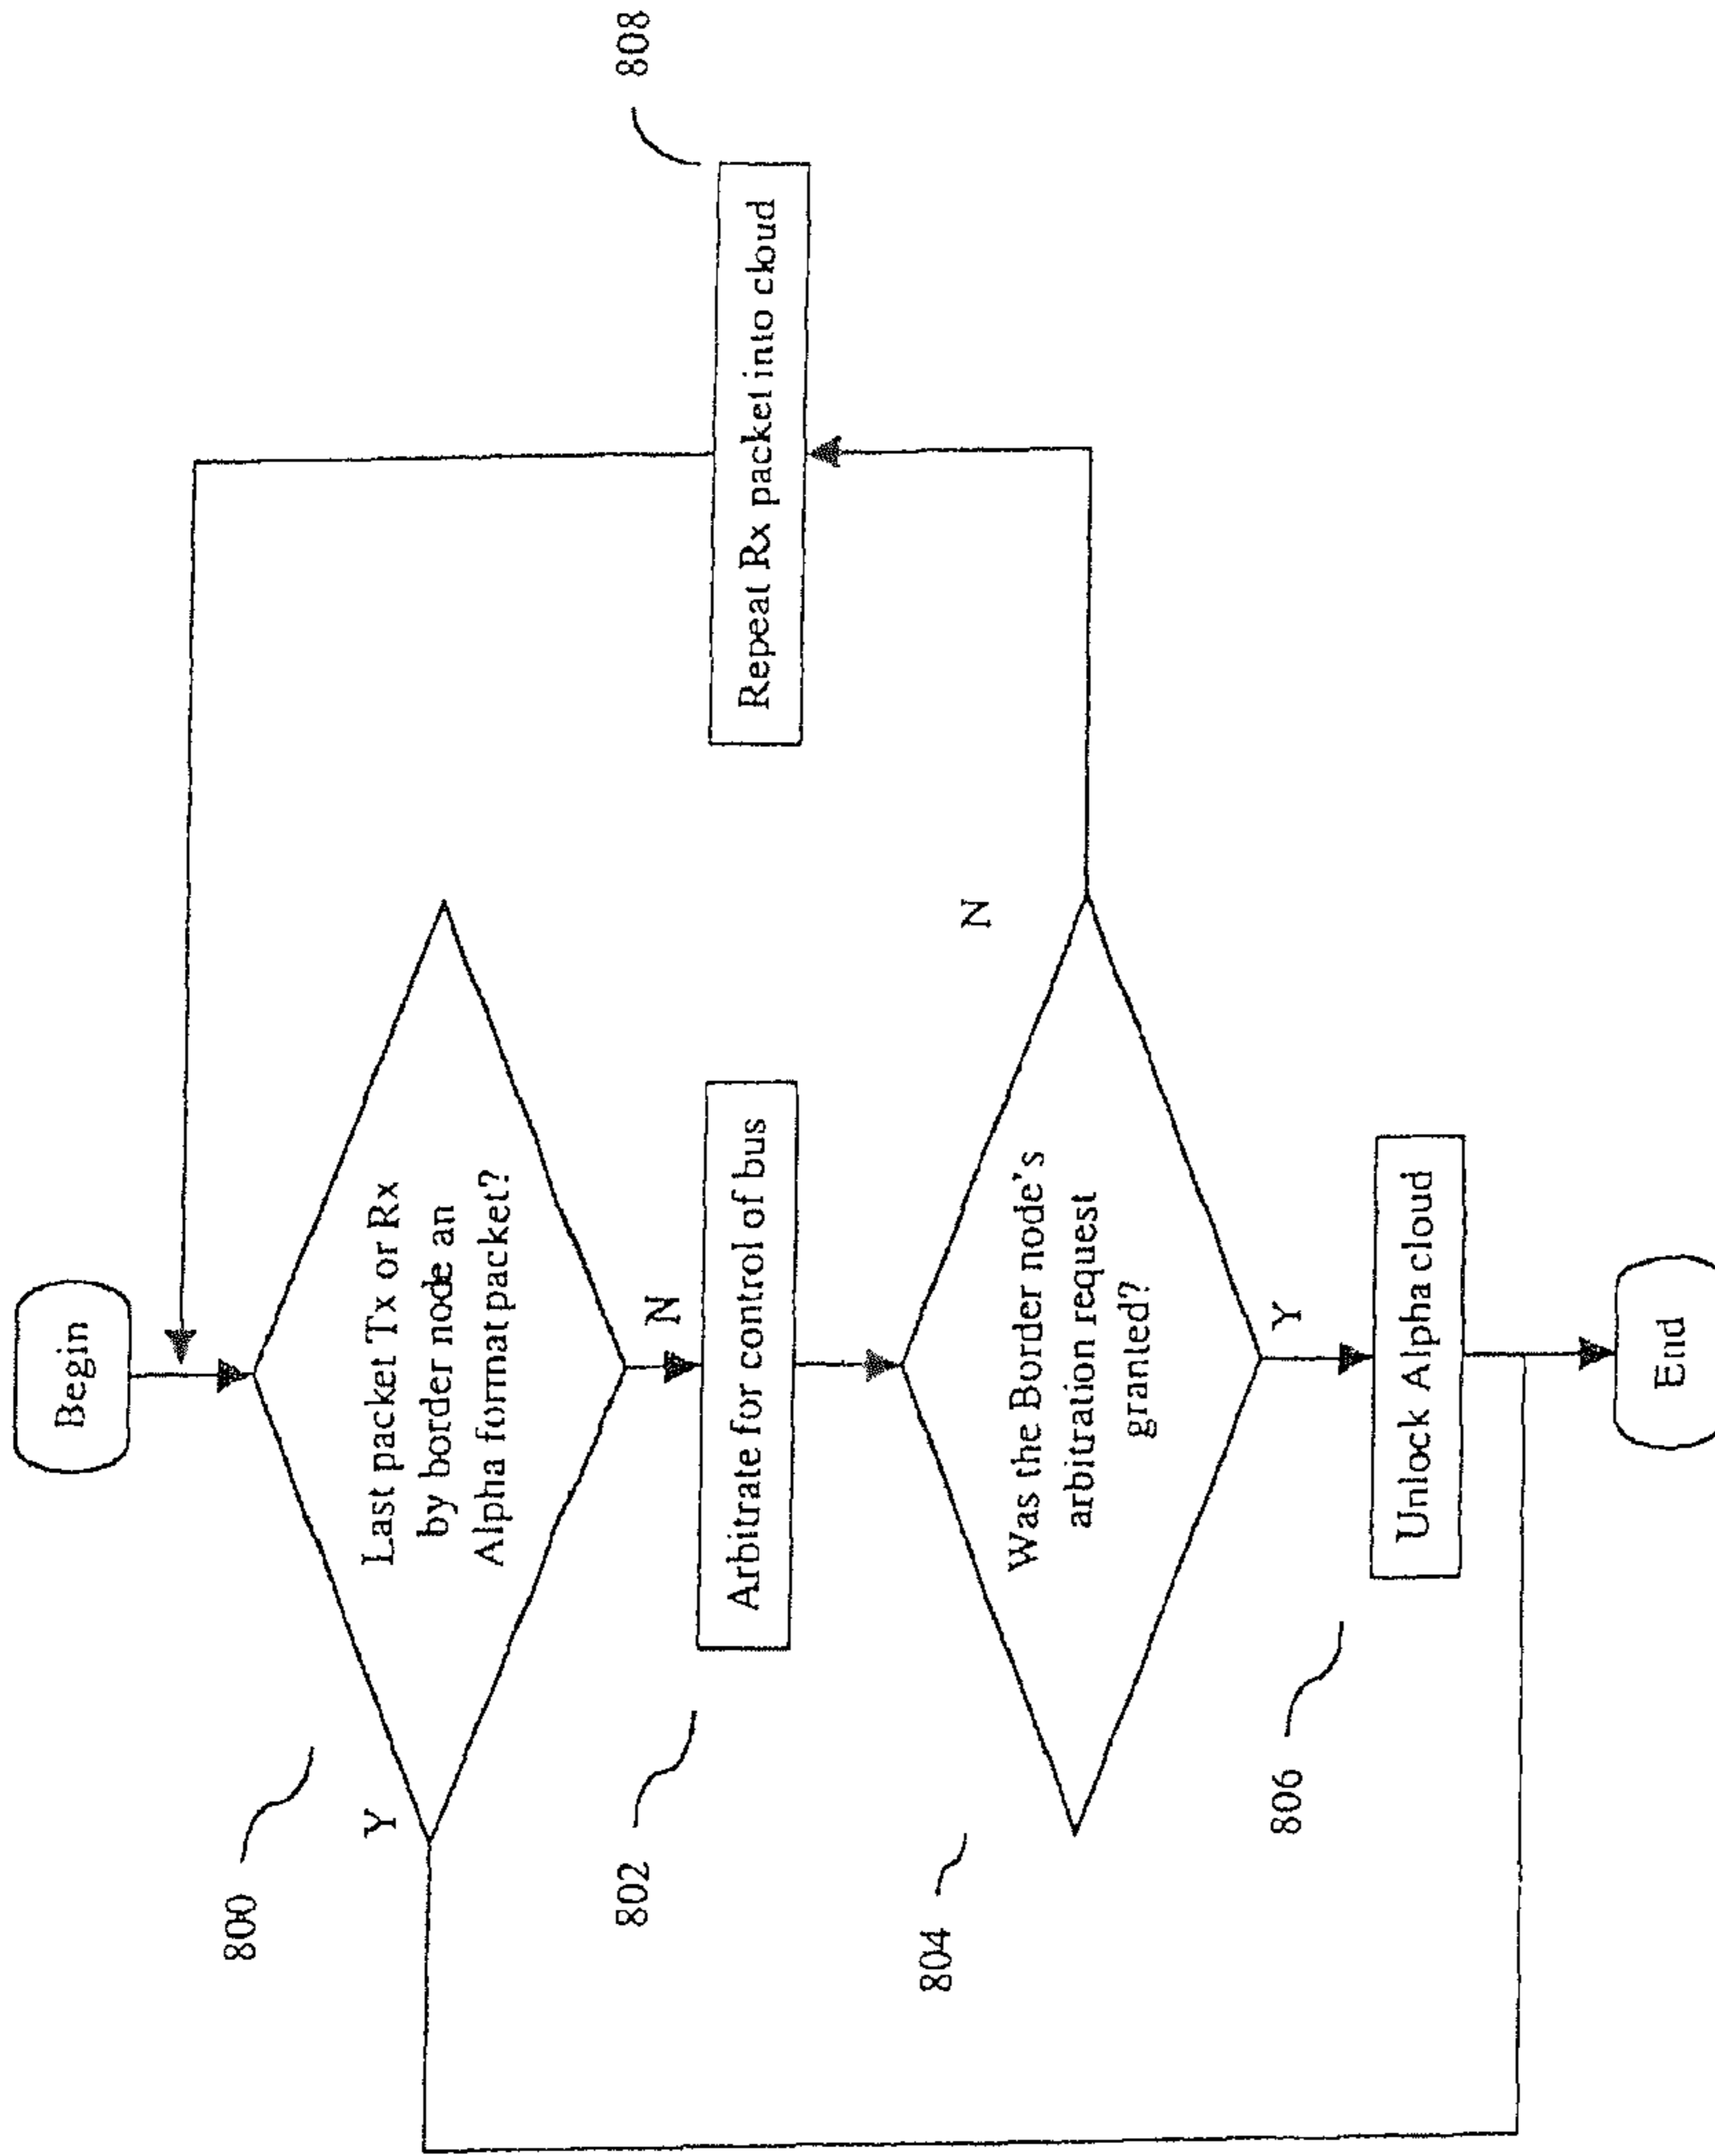 Begin
800
Y
Last packet Tx or Rx
by border node an
Alpha format packet?
N
802
Arbitrate for control of bus
808
Repeat Rx packet into cloud
804
Was the Border node's
arbitration request
granted?
N
Y
806
Unlock Alpha cloud
End